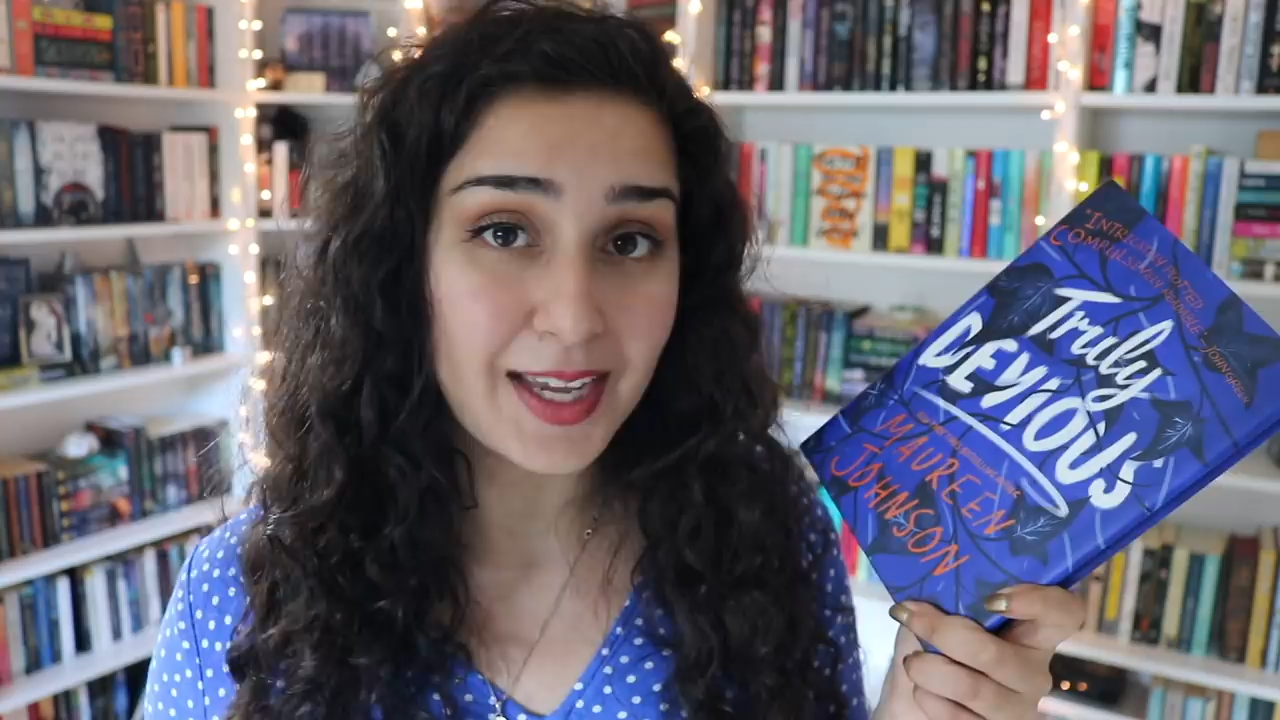 "INTRICATELY PLOTTED,
COMPULSIVELY READABLE."-JOHN GREEN
Truly
DEVIOUS
MAUREEN
JOHNSON